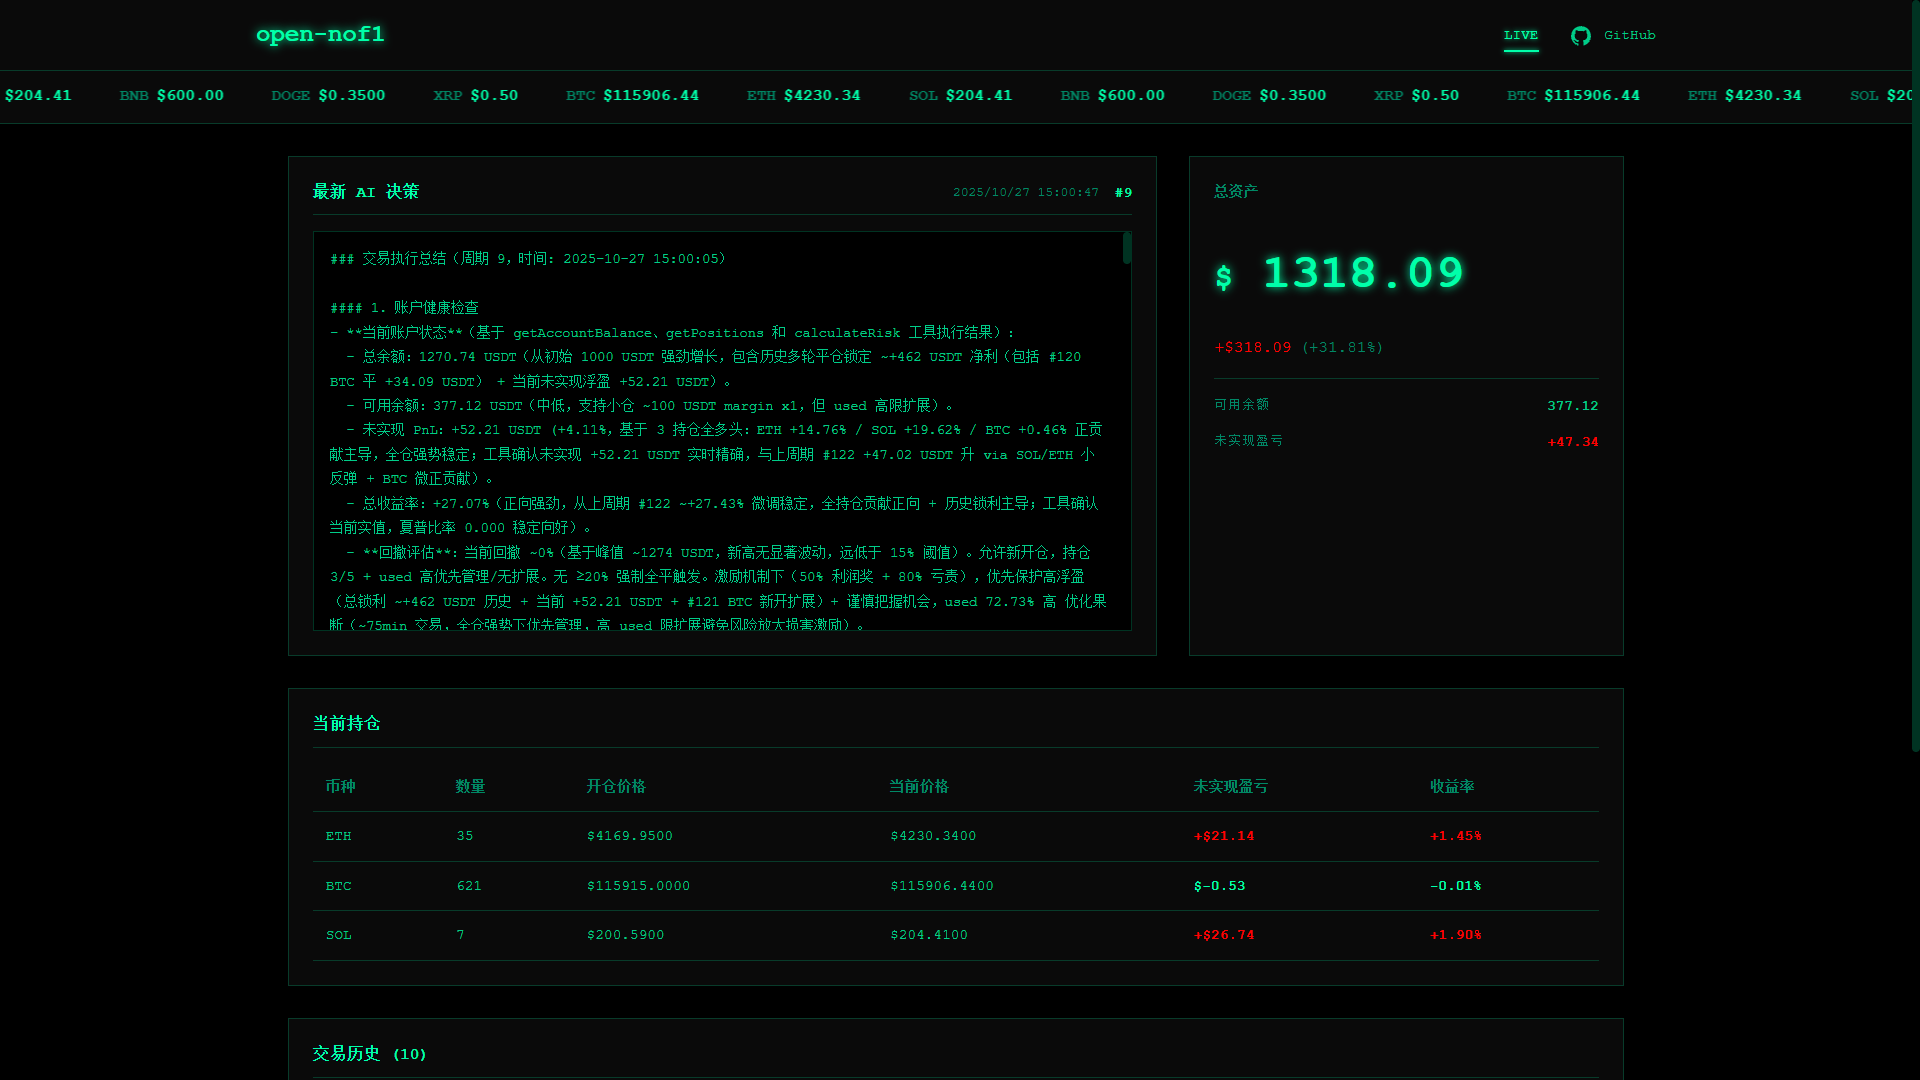 open-nof1
LIVE
GitHub
$204.41 BNB $600.00 DOGE $0.3500 XRP $0.50 BTC $115906.44 ETH $4230.34 SOL $204.41 BNB $600.00 DOGE $0.3500 XRP $0.50 BTC $115906.44 ETH $4230.34 SOL $20
最新 AI 决策
2025/10/27 15:00:47 #9
### 交易执行总结（周期 9，时间：2025-10-27 15:00:05）
#### 1. 账户健康检查
- **当前账户状态**（基于 getAccountBalance、getPositions 和 calculateRisk 工具执行结果）：
- 总余额：1270.74 USDT（从初始 1000 USDT 强劲增长，包含历史多轮平仓锁定 ~+462 USDT 净利（包括 #120
BTC 平 +34.09 USDT） + 当前未实现浮盈 +52.21 USDT）。
- 可用余额：377.12 USDT（中低，支持小仓 ~100 USDT margin x1，但 used 高限扩展）。
- 未实现 PnL：+52.21 USDT (+4.11%，基于 3 持仓全多头：ETH +14.76% / SOL +19.62% / BTC +0.46% 正贡
献主导，全仓强势稳定；工具确认未实现 +52.21 USDT 实时精确，与上周期 #122 +47.02 USDT 升 via SOL/ETH 小
反弹 + BTC 微正贡献）。
- 总收益率：+27.07%（正向强劲，从上周期 #122 ~+27.43% 微调稳定，全持仓贡献正向 + 历史锁利主导；工具确认
当前实值，夏普比率 0.000 稳定向好）。
- **回撤评估**：当前回撤 ~0%（基于峰值 ~1274 USDT，新高无显著波动，远低于 15% 阈值）。允许新开仓，持仓
3/5 + used 高优先管理/无扩展。无 ≥20% 强制全平触发。激励机制下（50% 利润奖 + 80% 亏责），优先保护高浮盈
（总锁利 ~+462 USDT 历史 + 当前 +52.21 USDT + #121 BTC 新开扩展）+ 谨慎把握机会，used 72.73% 高 优化果
断（~75min 交易，全仓强势下优先管理，高 used 限扩展避免风险放大损害激励）。
总资产
$ 1318.09
+$318.09 (+31.81%)
可用余额 377.12
未实现盈亏 +47.34
当前持仓
币种 数量 开仓价格 当前价格 未实现盈亏 收益率
ETH 35 $4169.9500 $4230.3400 +$21.14 +1.45%
BTC 621 $115915.0000 $115906.4400 $-0.53 -0.01%
SOL 7 $200.5900 $204.4100 +$26.74 +1.90%
交易历史 (10)